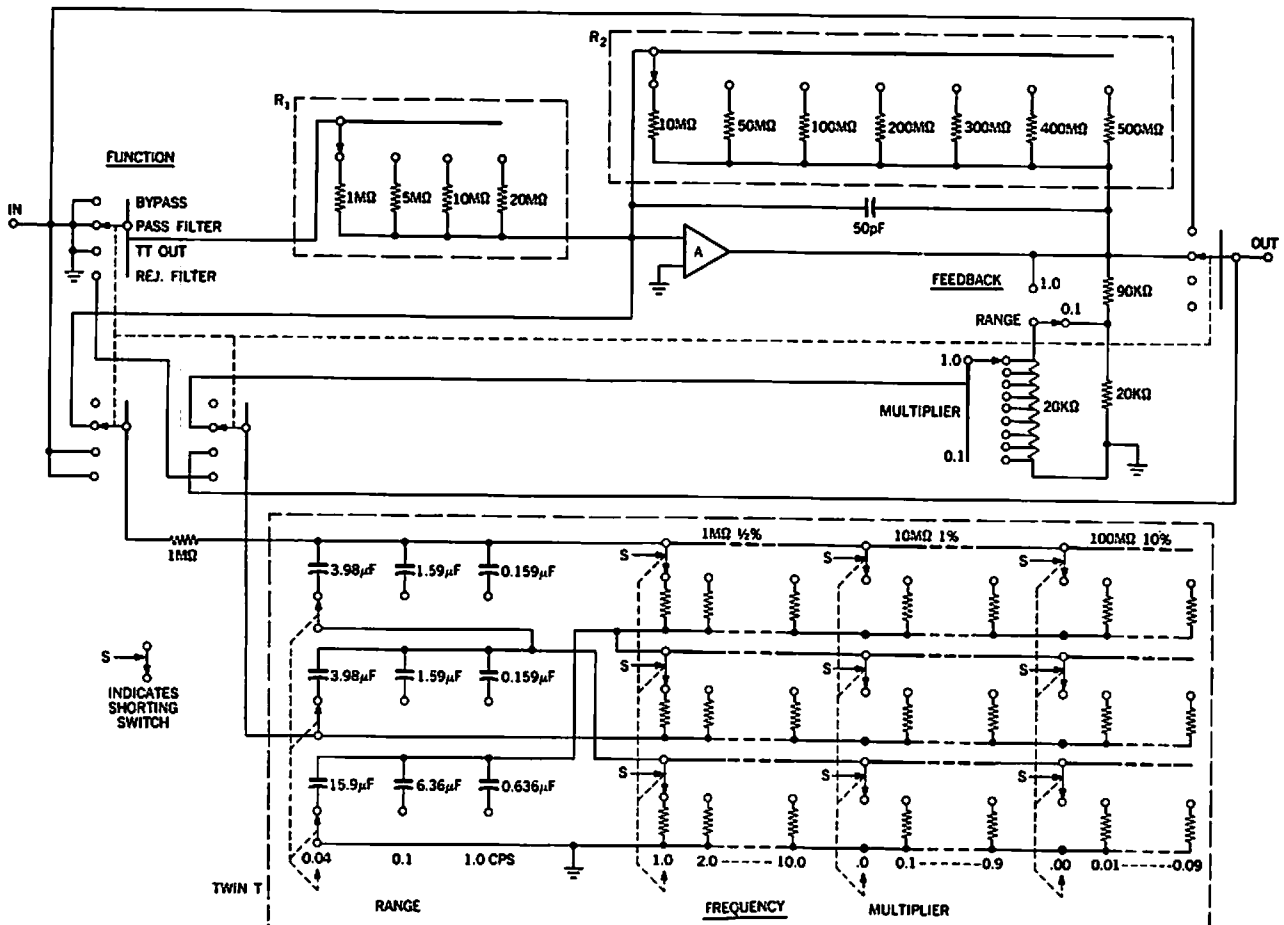 R2
R1
10MΩ 50MΩ 100MΩ 200MΩ 300MΩ 400MΩ 500MΩ
FUNCTION
1MΩ 5MΩ 10MΩ 20MΩ
IN
BYPASS
PASS FILTER
TT OUT
REJ. FILTER
50pF
A
OUT
FEEDBACK
1.0
90KΩ
RANGE
0.1
1.0
MULTIPLIER
20KΩ
20KΩ
0.1
1MΩ
1MΩ ½% 10MΩ 1% 100MΩ 10%
S S S
3.98µF 1.59µF 0.159µF
S
INDICATES
SHORTING
SWITCH
S S S
3.98µF 1.59µF 0.159µF
S S S
15.9µF 6.36µF 0.636µF
0.04 0.1 1.0 CPS 1.0 2.0 10.0 .0 0.1 0.9 .00 0.01 0.09
TWIN T
RANGE FREQUENCY MULTIPLIER